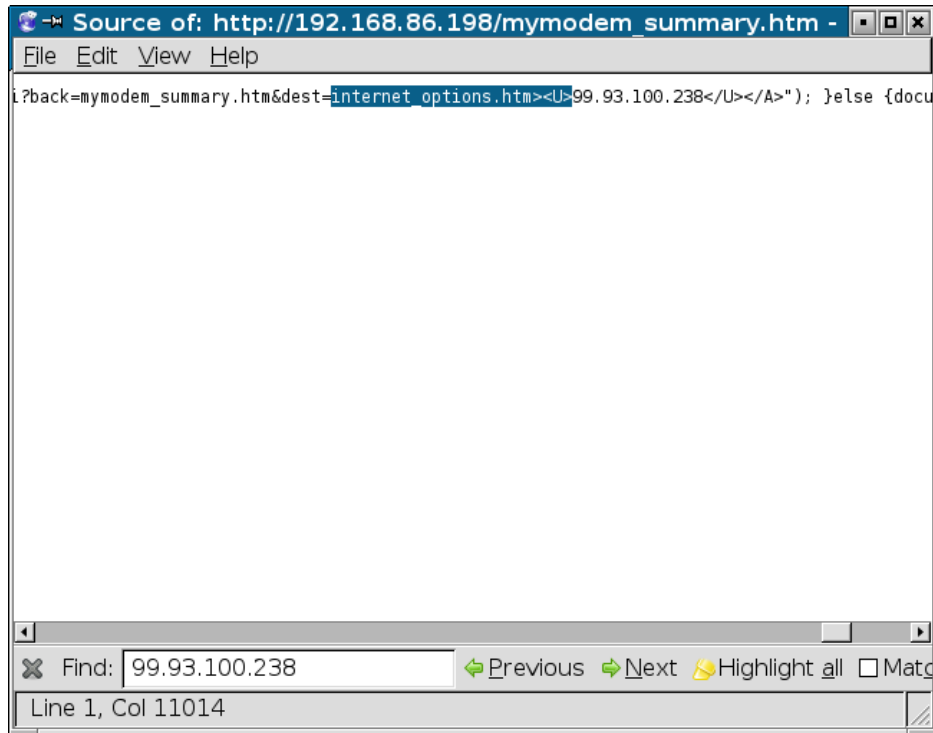 Source of: http://192.168.86.198/mymodem_summary.htm -
File Edit View Help
i?back=mymodem_summary.htm&dest=internet_options.htm><U>99.93.100.238</U></A>"); }else {docu
Find: 99.93.100.238 Previous Next Highlight all Matc
Line 1, Col 11014